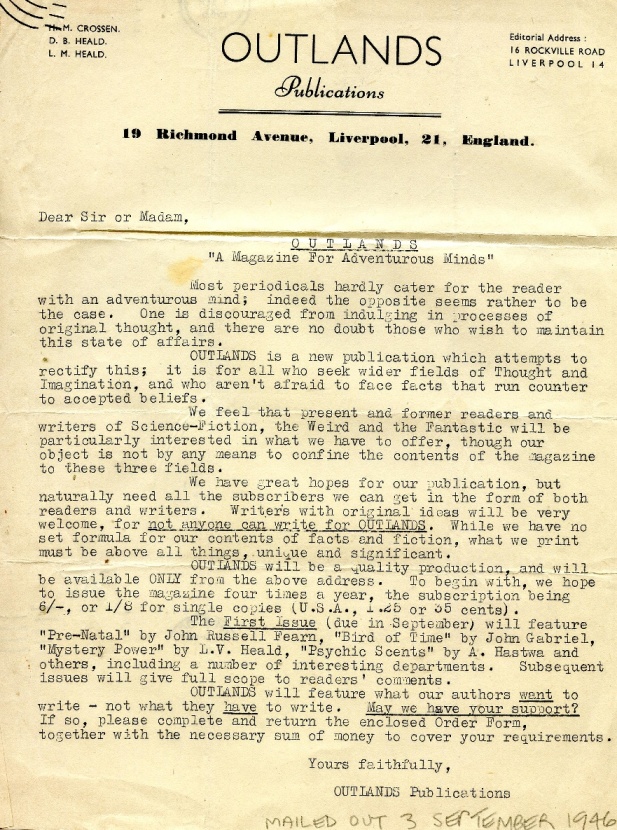 H. M. CROSSEN.
D. B. HEALD.
L. M. HEALD.
OUTLANDS
Publications
Editorial Address :
16 ROCKVILLE ROAD
LIVERPOOL 14
19 Richmond Avenue, Liverpool, 21, England.
Dear Sir or Madam,
OUTLANDS
"A Magazine For Adventurous Minds"
Most periodicals hardly cater for the reader
with an adventurous mind; indeed the opposite seems rather to be
the case. One is discouraged from indulging in processes of
original thought, and there are no doubt those who wish to maintain
this state of affairs.
OUTLANDS is a new publication which attempts to
rectify this; it is for all who seek wider fields of Thought and
Imagination, and who aren't afraid to face facts that run counter
to accepted beliefs.
We feel that present and former readers and
writers of Science-Fiction, the Weird and the Fantastic will be
particularly interested in what we have to offer, though our
object is not by any means to confine the contents of the magazine
to these three fields.
We have great hopes for our publication, but
naturally need all the subscribers we can get in the form of both
readers and writers. Writers with original ideas will be very
welcome, for not anyone can write for OUTLANDS. While we have no
set formula for our contents of facts and fiction, what we print
must be above all things, unique and significant.
OUTLANDS will be a quality production, and will
be available ONLY from the above address. To begin with, we hope
to issue the magazine four times a year, the subscription being
6/-, or 1/8 for single copies (U.S.A., 1.25 or 35 cents).
The First Issue (due in September) will feature
"Pre-Natal" by John Russell Fearn, "Bird of Time" by John Gabriel,
"Mystery Power" by L.V. Heald, "Psychic Scents" by A. Hastwa and
others, including a number of interesting departments. Subsequent
issues will give full scope to readers' comments.
OUTLANDS will feature what our authors want to
write - not what they have to write. May we have your support?
If so, please complete and return the enclosed Order Form,
together with the necessary sum of money to cover your requirements.
Yours faithfully,
OUTLANDS Publications
MAILED OUT 3 SEPTEMBER 1946